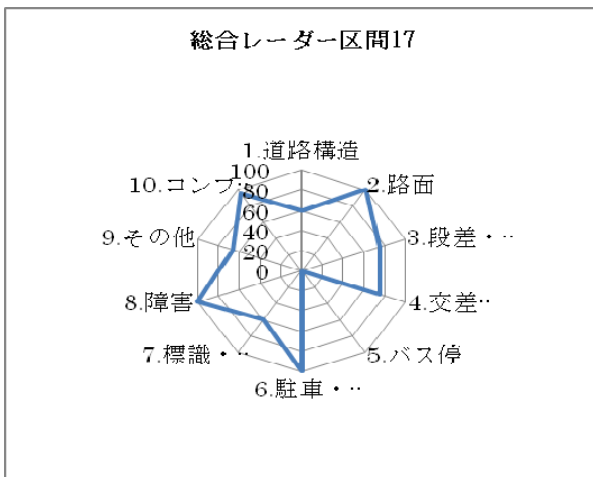 総合レーダー区間17
1.道路構造
100
80
60
40
20
0
2.路面
3.段差・…
4.交差…
5.バス停
6.駐車・…
7.標識・…
8.障害
9.その他
10.コンフ…